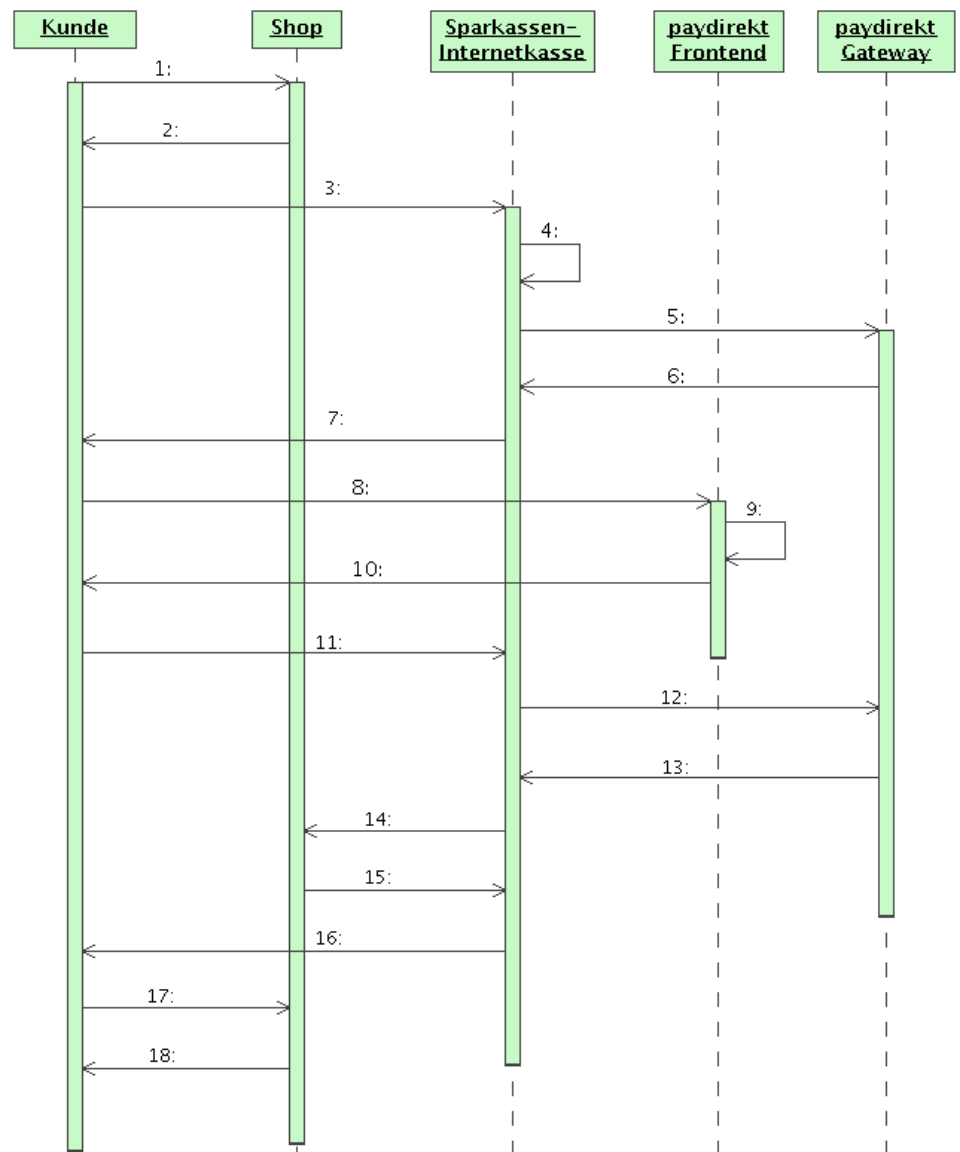 Kunde
Shop
Sparkassen-
Internetkasse
paydirekt
Frontend
paydirekt
Gateway
1:
2:
3:
4:
5:
6:
7:
8:
9:
10:
11:
12:
13:
14:
15:
16:
17:
18: